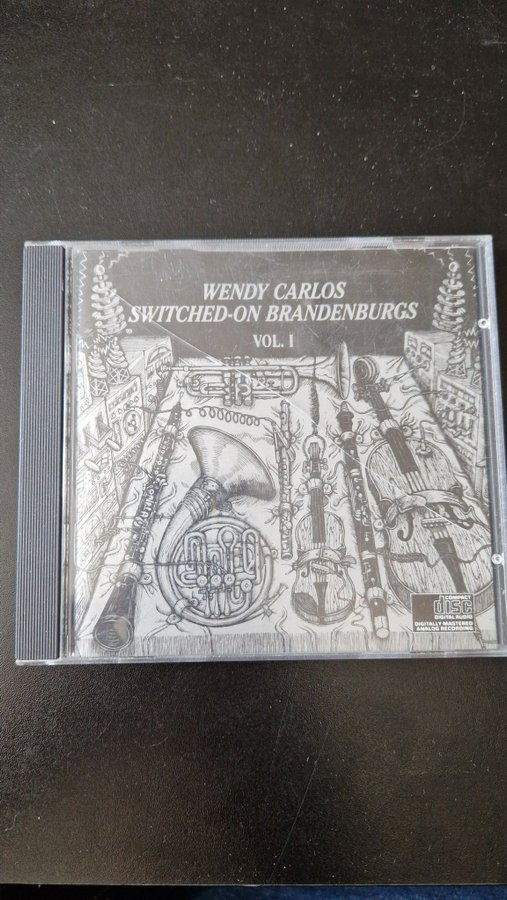 WENDY CARLOS
SWITCHED-ON BRANDENBURGS
VOL. I
COMPACT
disc
DIGITAL AUDIO
DIGITALLY MASTERED
ANALOG RECORDING